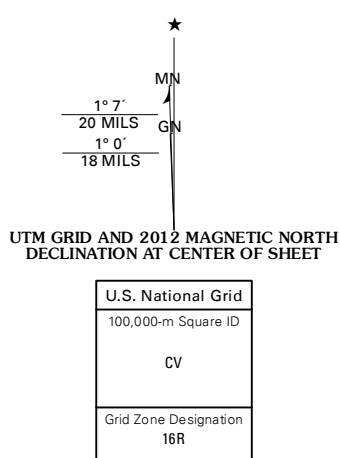 ★
MN
1° 7´
20 MILS
GN
1° 0´
18 MILS
UTM GRID AND 2012 MAGNETIC NORTH
DECLINATION AT CENTER OF SHEET
U.S. National Grid
100,000-m Square ID
CV
Grid Zone Designation
16R